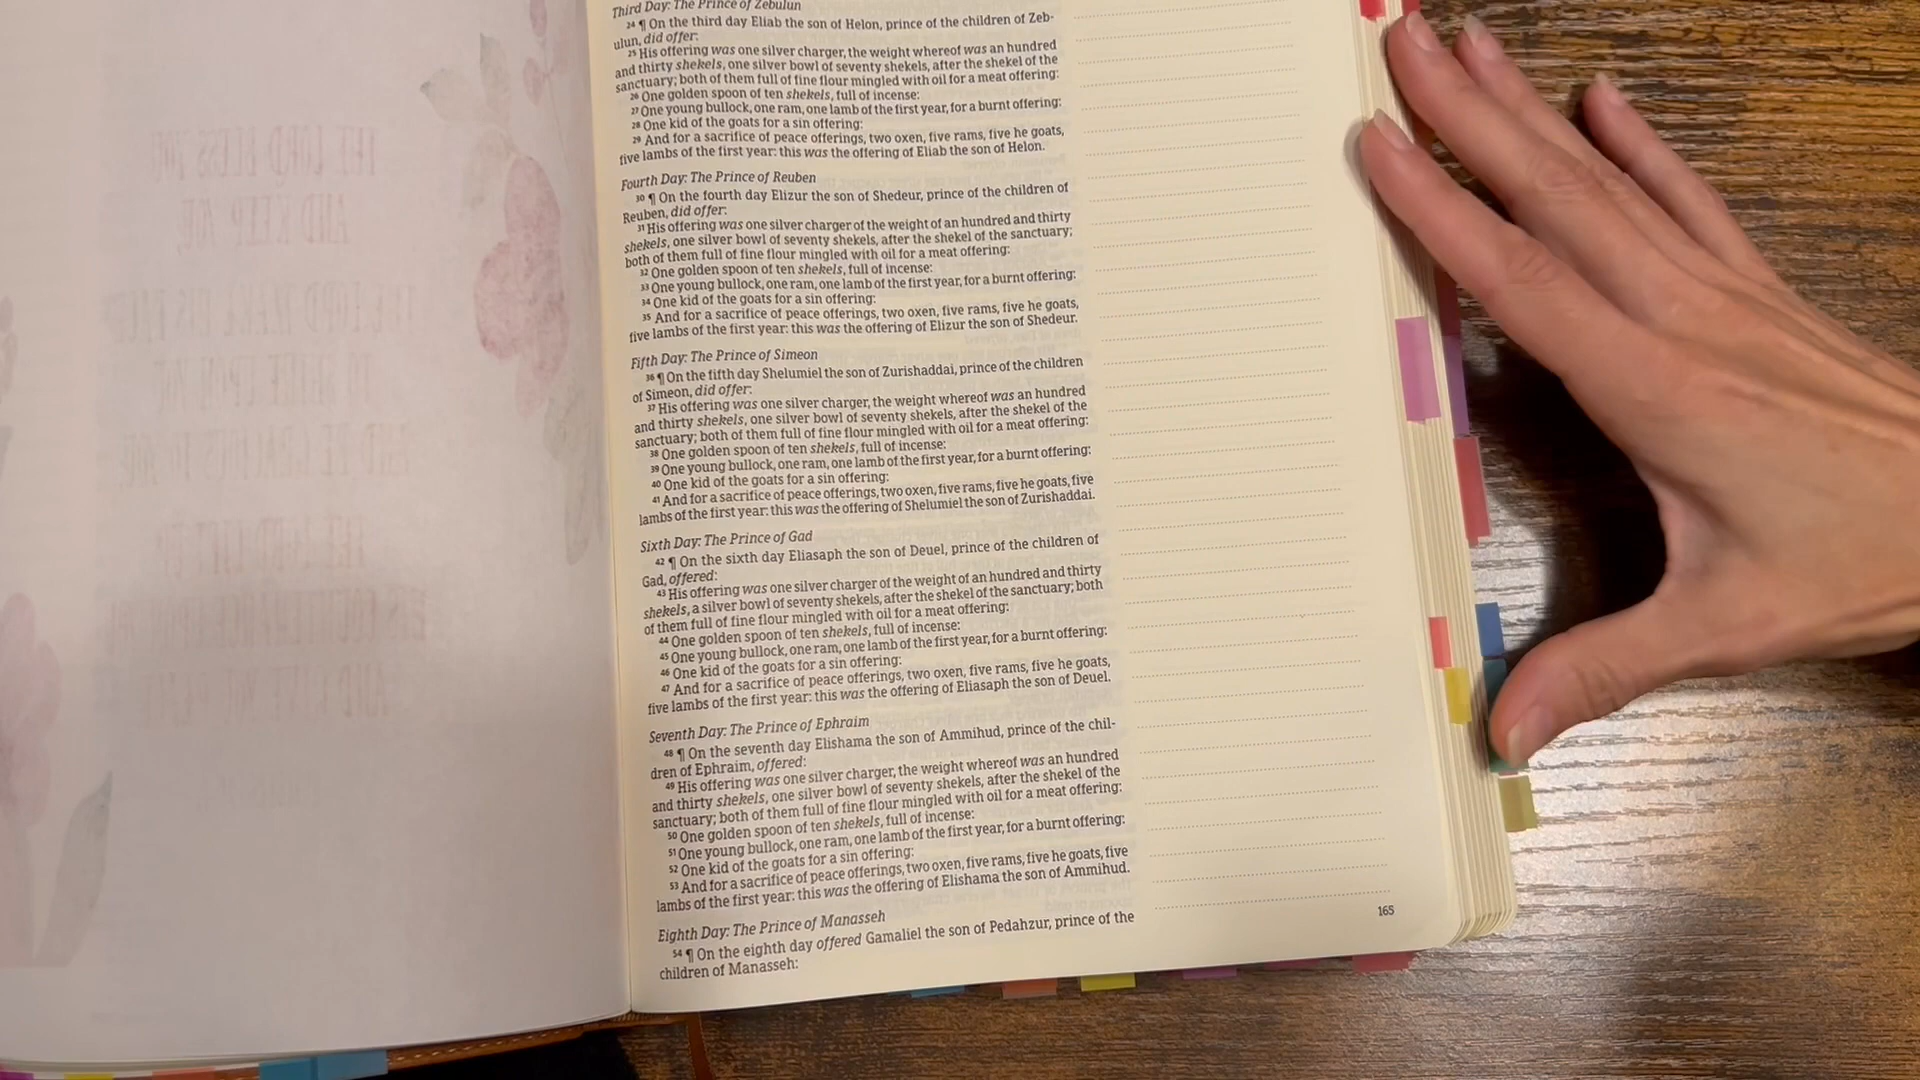 Third Day: The Prince of Zebulun
24 ¶ On the third day Eliab the son of Helon, prince of the children of Zeb-
ulun, did offer:
25 His offering was one silver charger, the weight whereof was an hundred
and thirty shekels, one silver bowl of seventy shekels, after the shekel of the
sanctuary; both of them full of fine flour mingled with oil for a meat offering:
26 One golden spoon of ten shekels, full of incense:
27 One young bullock, one ram, one lamb of the first year, for a burnt offering:
28 One kid of the goats for a sin offering:
29 And for a sacrifice of peace offerings, two oxen, five rams, five he goats,
five lambs of the first year: this was the offering of Eliab the son of Helon.
Fourth Day: The Prince of Reuben
30 ¶ On the fourth day Elizur the son of Shedeur, prince of the children of
Reuben, did offer:
31 His offering was one silver charger of the weight of an hundred and thirty
shekels, one silver bowl of seventy shekels, after the shekel of the sanctuary;
both of them full of fine flour mingled with oil for a meat offering:
32 One golden spoon of ten shekels, full of incense:
33 One young bullock, one ram, one lamb of the first year, for a burnt offering:
34 One kid of the goats for a sin offering:
35 And for a sacrifice of peace offerings, two oxen, five rams, five he goats,
five lambs of the first year: this was the offering of Elizur the son of Shedeur.
Fifth Day: The Prince of Simeon
36 ¶ On the fifth day Shelumiel the son of Zurishaddai, prince of the children
of Simeon, did offer:
37 His offering was one silver charger, the weight whereof was an hundred
and thirty shekels, one silver bowl of seventy shekels, after the shekel of the
sanctuary; both of them full of fine flour mingled with oil for a meat offering:
38 One golden spoon of ten shekels, full of incense:
39 One young bullock, one ram, one lamb of the first year, for a burnt offering:
40 One kid of the goats for a sin offering:
41 And for a sacrifice of peace offerings, two oxen, five rams, five he goats, five
lambs of the first year: this was the offering of Shelumiel the son of Zurishaddai.
Sixth Day: The Prince of Gad
42 ¶ On the sixth day Eliasaph the son of Deuel, prince of the children of
Gad, offered:
43 His offering was one silver charger of the weight of an hundred and thirty
shekels, a silver bowl of seventy shekels, after the shekel of the sanctuary; both
of them full of fine flour mingled with oil for a meat offering:
44 One golden spoon of ten shekels, full of incense:
45 One young bullock, one ram, one lamb of the first year, for a burnt offering:
46 One kid of the goats for a sin offering:
47 And for a sacrifice of peace offerings, two oxen, five rams, five he goats,
five lambs of the first year: this was the offering of Eliasaph the son of Deuel.
Seventh Day: The Prince of Ephraim
48 ¶ On the seventh day Elishama the son of Ammihud, prince of the chil-
dren of Ephraim, offered:
49 His offering was one silver charger, the weight whereof was an hundred
and thirty shekels, one silver bowl of seventy shekels, after the shekel of the
sanctuary; both of them full of fine flour mingled with oil for a meat offering:
50 One golden spoon of ten shekels, full of incense:
51 One young bullock, one ram, one lamb of the first year, for a burnt offering:
52 One kid of the goats for a sin offering:
53 And for a sacrifice of peace offerings, two oxen, five rams, five he goats, five
lambs of the first year: this was the offering of Elishama the son of Ammihud.
Eighth Day: The Prince of Manasseh
54 ¶ On the eighth day offered Gamaliel the son of Pedahzur, prince of the
children of Manasseh:
165